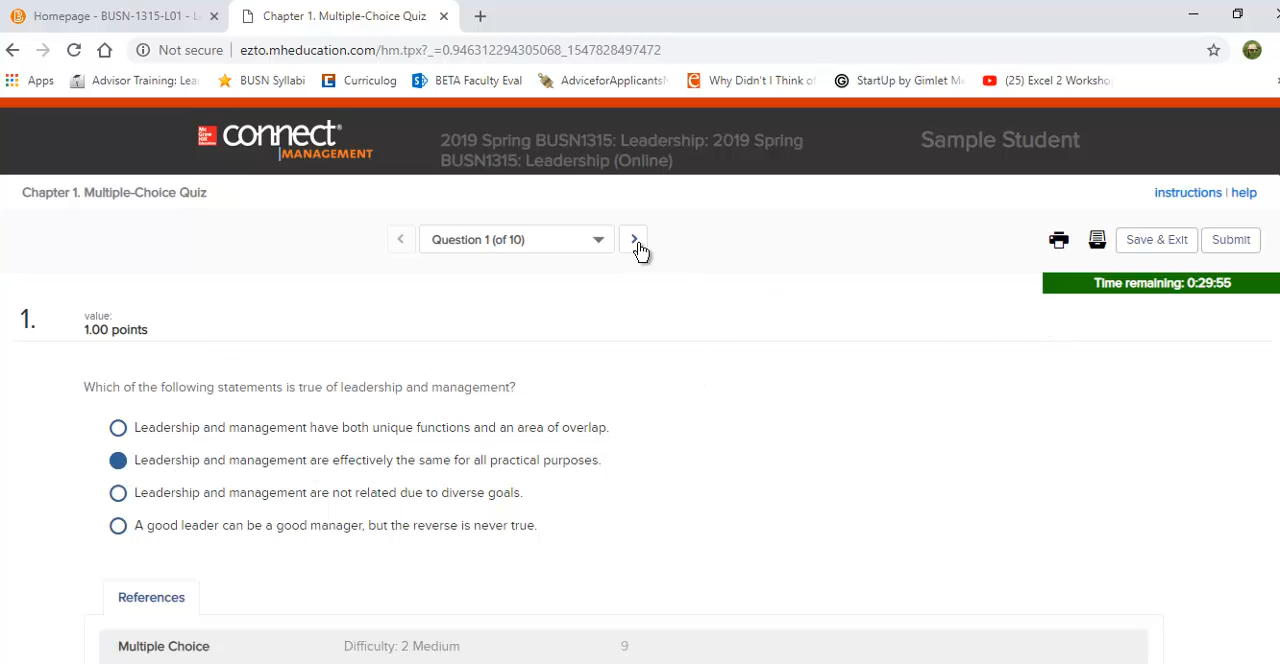 Homepage - BUSN-1315-L01 - L
Chapter 1. Multiple-Choice Quiz
Not secure
ezto.mheducation.com/hm.tpx?_=0.946312294305068_1547828497472
Apps
Advisor Training: Lea
BUSN Syllabi
Curriculog
BETA Faculty Eval
AdviceforApplicants
Why Didn't I Think of
StartUp by Gimlet Me
(25) Excel 2 Worksho
Mc Graw Hill Education
connect®
MANAGEMENT
2019 Spring BUSN1315: Leadership: 2019 Spring
BUSN1315: Leadership (Online)
Sample Student
Chapter 1. Multiple-Choice Quiz
instructions | help
Question 1 (of 10)
Save & Exit
Submit
Time remaining: 0:29:55
1.
value:
1.00 points
Which of the following statements is true of leadership and management?
Leadership and management have both unique functions and an area of overlap.
Leadership and management are effectively the same for all practical purposes.
Leadership and management are not related due to diverse goals.
A good leader can be a good manager, but the reverse is never true.
References
Multiple Choice
Difficulty: 2 Medium
9